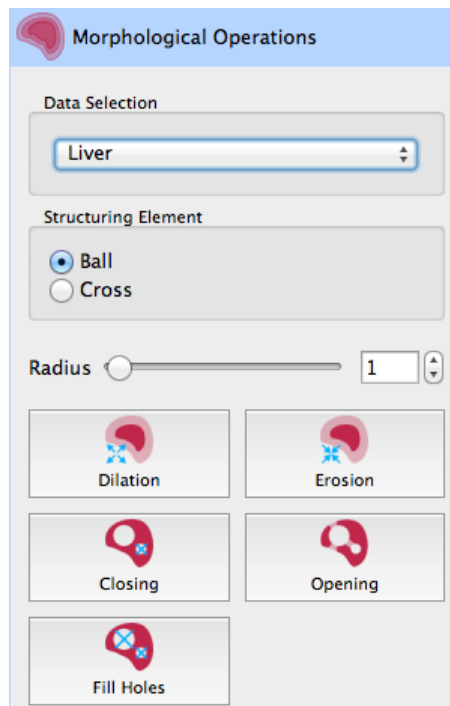 Morphological Operations
Data Selection
Liver
Structuring Element
Ball
Cross
Radius 1
Dilation Erosion
Closing Opening
Fill Holes